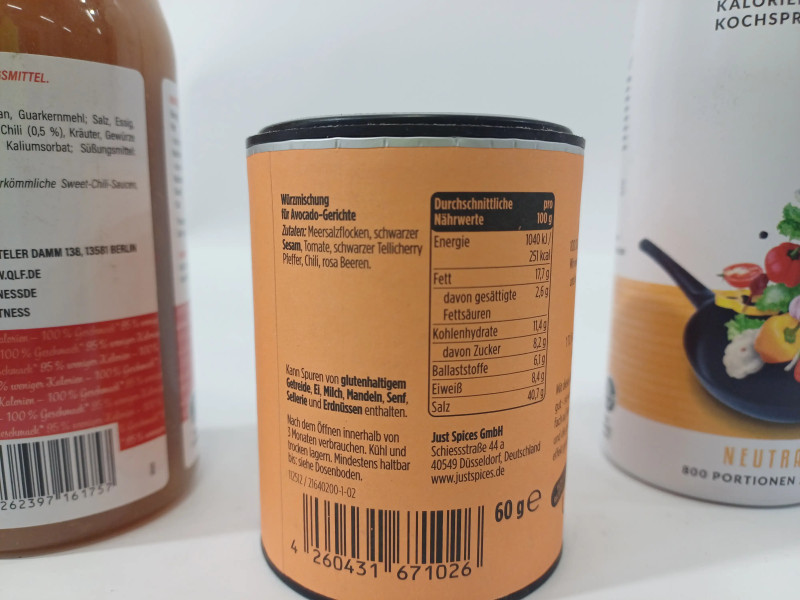 SMITTEL.
an, Guarkernmehl; Salz, Essig,
Chili (0,5 %), Kräuter, Gewürze
Kaliumsorbat; Süßungsmittel
rkömmliche Sweet-Chili-Saucen.
TELER DAMM 138, 13581 BERLIN
W.QLF.DE
NESSDE
TNESS
262397 161757
Würzmischung
für Avocado-Gerichte
Zutaten: Meersalzflocken, schwarzer
Sesam, Tomate, schwarzer Tellicherry
Pfeffer, Chili, rosa Beeren.
Kann Spuren von glutenhaltigem
Getreide, Ei, Milch, Mandeln, Senf,
Sellerie und Erdnüssen enthalten.
Nach dem Öffnen innerhalb von
3 Monaten verbrauchen. Kühl und
trocken lagern. Mindestens haltbar
bis: siehe Dosenboden.
11292 / 21640200-1-02
Durchschnittliche pro
Nährwerte 100 g
Energie 1040 kJ /
251 kcal
Fett 17,7 g
davon gesättigte 2,6 g
Fettsäuren
Kohlenhydrate 11,4 g
davon Zucker 8,2 g
Ballaststoffe 6,1 g
Eiweiß 8,4 g
Salz 40,7 g
Just Spices GmbH
Schiessstraße 44 a
40549 Düsseldorf, Deutschland
www.justspices.de
60 g e
4 260431 671026
KALORIE
KOCHSPR
NEUTRA
800 PORTIONEN